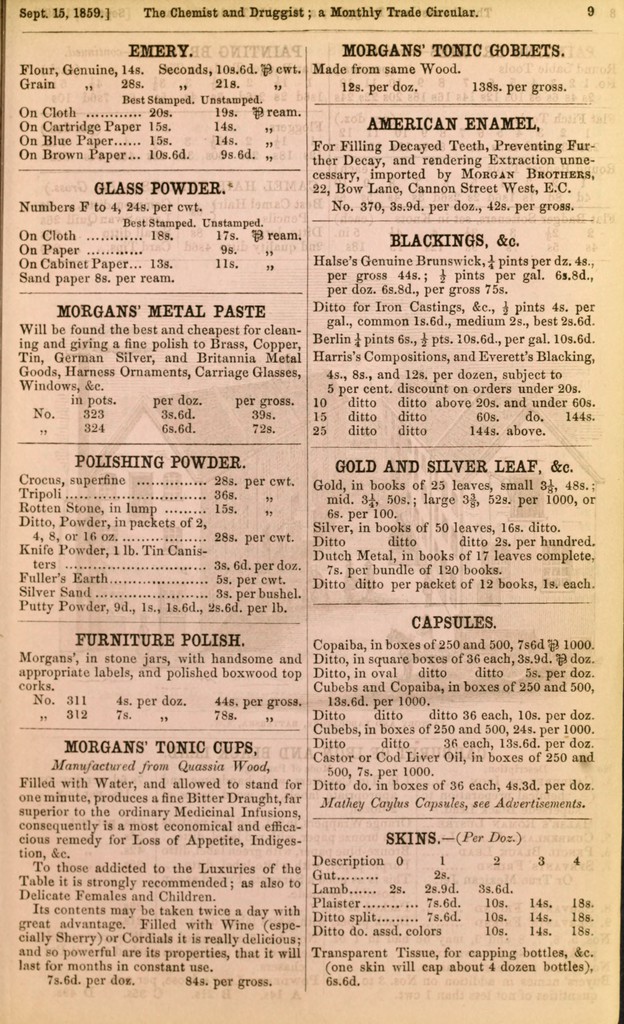 Sept. 15, 1859.] The Chemist and Druggist; a Monthly Trade Circular. 9
EMERY.
Flour, Genuine, 14s. Seconds, 10s.6d. ⅌ cwt.
Grain „ 28s. „ 21s. „
Best Stamped. Unstamped.
On Cloth ............ 20s. 19s. ⅌ ream.
On Cartridge Paper 15s. 14s. „
On Blue Paper...... 15s. 14s. „
On Brown Paper... 10s.6d. 9s 6d. „
GLASS POWDER.*
Numbers F to 4, 24s. per cwt.
Best Stamped. Unstamped.
On Cloth ............ 18s. 17s. ⅌ ream.
On Paper ............ 9s. „
On Cabinet Paper... 13s. 11s. „
Sand paper 8s. per ream.
MORGANS' METAL PASTE
Will be found the best and cheapest for clean-
ing and giving a fine polish to Brass, Copper,
Tin, German Silver, and Britannia Metal
Goods, Harness Ornaments, Carriage Glasses,
Windows, &c.
in pots. per doz. per gross.
No. 323 3s.6d. 39s.
„ 324 6s.6d. 72s.
POLISHING POWDER.
Crocus, superfine ............... 28s. per cwt.
Tripoli.............................. 36s. „
Rotten Stone, in lump ......... 15s. „
Ditto, Powder, in packets of 2,
4, 8, or 16 oz.................... 28s. per cwt.
Knife Powder, 1 lb. Tin Canis-
ters .............................. 3s. 6d. per doz.
Fuller's Earth..................... 5s. per cwt.
Silver Sand ........................ 3s. per bushel.
Putty Powder, 9d., 1s., 1s.6d., 2s.6d. per lb.
FURNITURE POLISH.
Morgans', in stone jars, with handsome and
appropriate labels, and polished boxwood top
corks.
No. 311 4s. per doz. 44s. per gross.
„ 312 7s. „ 78s. „
MORGANS' TONIC CUPS,
Manufactured from Quassia Wood,
Filled with Water, and allowed to stand for
one minute, produces a fine Bitter Draught, far
superior to the ordinary Medicinal Infusions,
consequently is a most economical and effica-
cious remedy for Loss of Appetite, Indiges-
tion, &c.
To those addicted to the Luxuries of the
Table it is strongly recommended; as also to
Delicate Females and Children.
Its contents may be taken twice a day with
great advantage. Filled with Wine (espe-
cially Sherry) or Cordials it is really delicious;
and so powerful are its properties, that it will
last for months in constant use.
7s.6d. per doz. 84s. per gross.
MORGANS' TONIC GOBLETS.
Made from same Wood.
12s. per doz. 138s. per gross.
AMERICAN ENAMEL,
For Filling Decayed Teeth, Preventing Fur-
ther Decay, and rendering Extraction unne-
cessary, imported by MORGAN BROTHERS,
22, Bow Lane, Cannon Street West, E.C.
No. 370, 3s.9d. per doz., 42s. per gross.
BLACKINGS, &c.
Halse's Genuine Brunswick, ¼ pints per dz. 4s.,
per gross 44s.; ½ pints per gal. 6s.8d.,
per doz. 6s.8d., per gross 75s.
Ditto for Iron Castings, &c., ½ pints 4s. per
gal., common 1s.6d., medium 2s., best 2s.6d.
Berlin ¼ pints 6s., ½ pts. 10s.6d., per gal. 10s.6d.
Harris's Compositions, and Everett's Blacking,
4s., 8s., and 12s. per dozen, subject to
5 per cent. discount on orders under 20s.
10 ditto ditto above 20s. and under 60s.
15 ditto ditto 60s. do. 144s.
25 ditto ditto 144s. above.
GOLD AND SILVER LEAF, &c.
Gold, in books of 25 leaves, small 3⅛, 48s.;
mid. 3¼, 50s.; large 3⅜, 52s. per 1000, or
6s. per 100.
Silver, in books of 50 leaves, 16s. ditto.
Ditto ditto ditto 2s. per hundred.
Dutch Metal, in books of 17 leaves complete,
7s. per bundle of 120 books.
Ditto ditto per packet of 12 books, 1s. each.
CAPSULES.
Copaiba, in boxes of 250 and 500, 7s6d ⅌ 1000.
Ditto, in square boxes of 36 each, 3s.9d. ⅌ doz.
Ditto, in oval ditto ditto 5s. per doz.
Cubebs and Copaiba, in boxes of 250 and 500,
13s.6d. per 1000.
Ditto ditto ditto 36 each, 10s. per doz.
Cubebs, in boxes of 250 and 500, 24s. per 1000.
Ditto ditto 36 each, 13s.6d. per doz.
Castor or Cod Liver Oil, in boxes of 250 and
500, 7s. per 1000.
Ditto do. in boxes of 36 each, 4s.3d. per doz.
Mathey Caylus Capsules, see Advertisements.
SKINS.—(Per Doz.)
Description 0 1 2 3 4
Gut......... 2s.
Lamb...... 2s. 2s.9d. 3s.6d.
Plaister............ 7s.6d. 10s. 14s. 18s.
Ditto split......... 7s.6d. 10s. 14s. 18s.
Ditto do. assd. colors 10s. 14s. 18s.
Transparent Tissue, for capping bottles, &c.
(one skin will cap about 4 dozen bottles),
6s.6d.